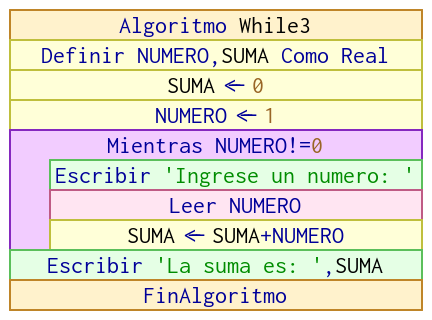 Algoritmo While3
Definir NUMERO,SUMA Como Real
SUMA ← 0
NUMERO ← 1
Mientras NUMERO!=0
Escribir 'Ingrese un numero: '
Leer NUMERO
SUMA ← SUMA+NUMERO
Escribir 'La suma es: ',SUMA
FinAlgoritmo